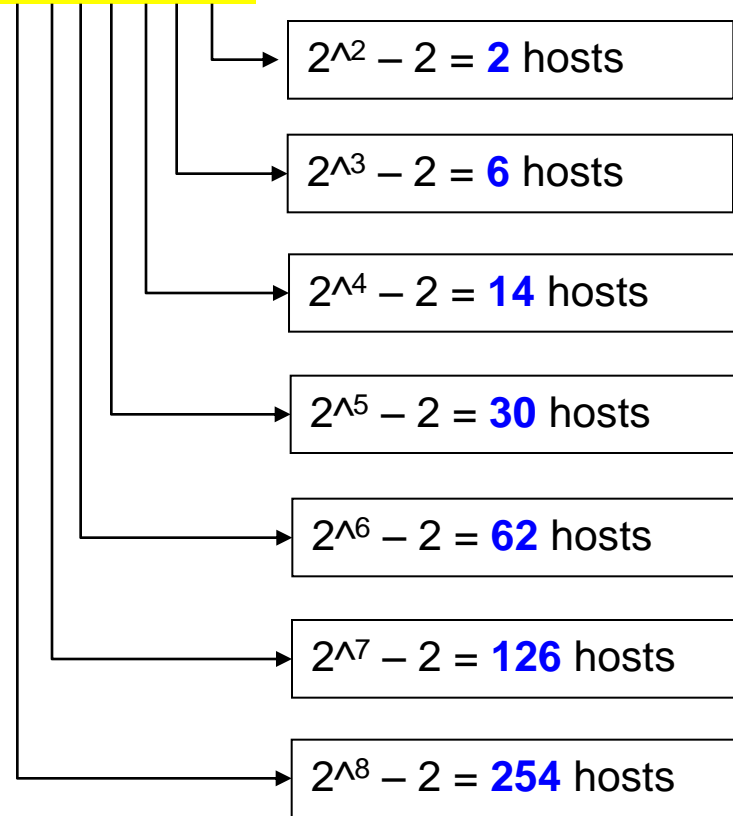 2^2 – 2 = 2 hosts
2^3 – 2 = 6 hosts
2^4 – 2 = 14 hosts
2^5 – 2 = 30 hosts
2^6 – 2 = 62 hosts
2^7 – 2 = 126 hosts
2^8 – 2 = 254 hosts